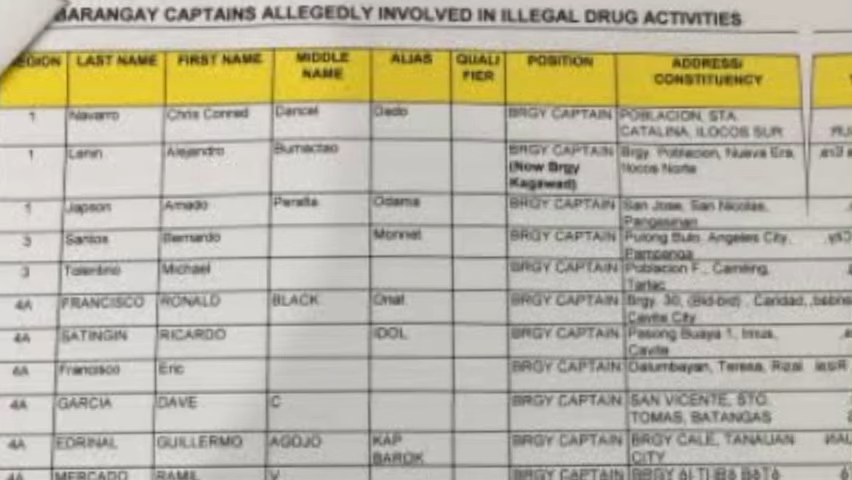 BARANGAY CAPTAINS ALLEGEDLY INVOLVED IN ILLEGAL DRUG ACTIVITIES
LAST NAME FIRST NAME MIDDLE NAME ALIAS QUALI FIER POSITION ADDRESS/ CONSTITUENCY
1 Navarro Chris Conrad Dancel Dado BRGY CAPTAIN POBLACION, STA. CATALINA, ILOCOS SUR
1 Alejandro BRGY CAPTAIN (Now Brgy Kagawad) Brgy. Poblacion, Nueva Era, Ilocos Norte
1 Japson Amado Peralta Odama BRGY CAPTAIN San Jose, San Nicolas, Pangasinan
3 Santos Bernardo Monnet BRGY CAPTAIN Pulong Bulo, Angeles City, Pampanga
3 Tolentino Michael BRGY CAPTAIN Poblacion F., Camiling, Tarlac
4A FRANCISCO RONALD BLACK Onat BRGY CAPTAIN Brgy. 30, (Bid-bid), Caridad, Cavite City
4A SATINGIN RICARDO IDOL BRGY CAPTAIN Pasong Buaya 1, Imus, Cavite
Francisco Eric BRGY CAPTAIN Dalumbayan, Teresa, Rizal
4A GARCIA DAVE C BRGY CAPTAIN SAN VICENTE, STO. TOMAS, BATANGAS
4A EDRINAL GUILLERMO AGOJO KAP BAROK BRGY CAPTAIN BRGY CALE, TANAUAN CITY
4A MERCADO RAMIL V BRGY CAPTAIN